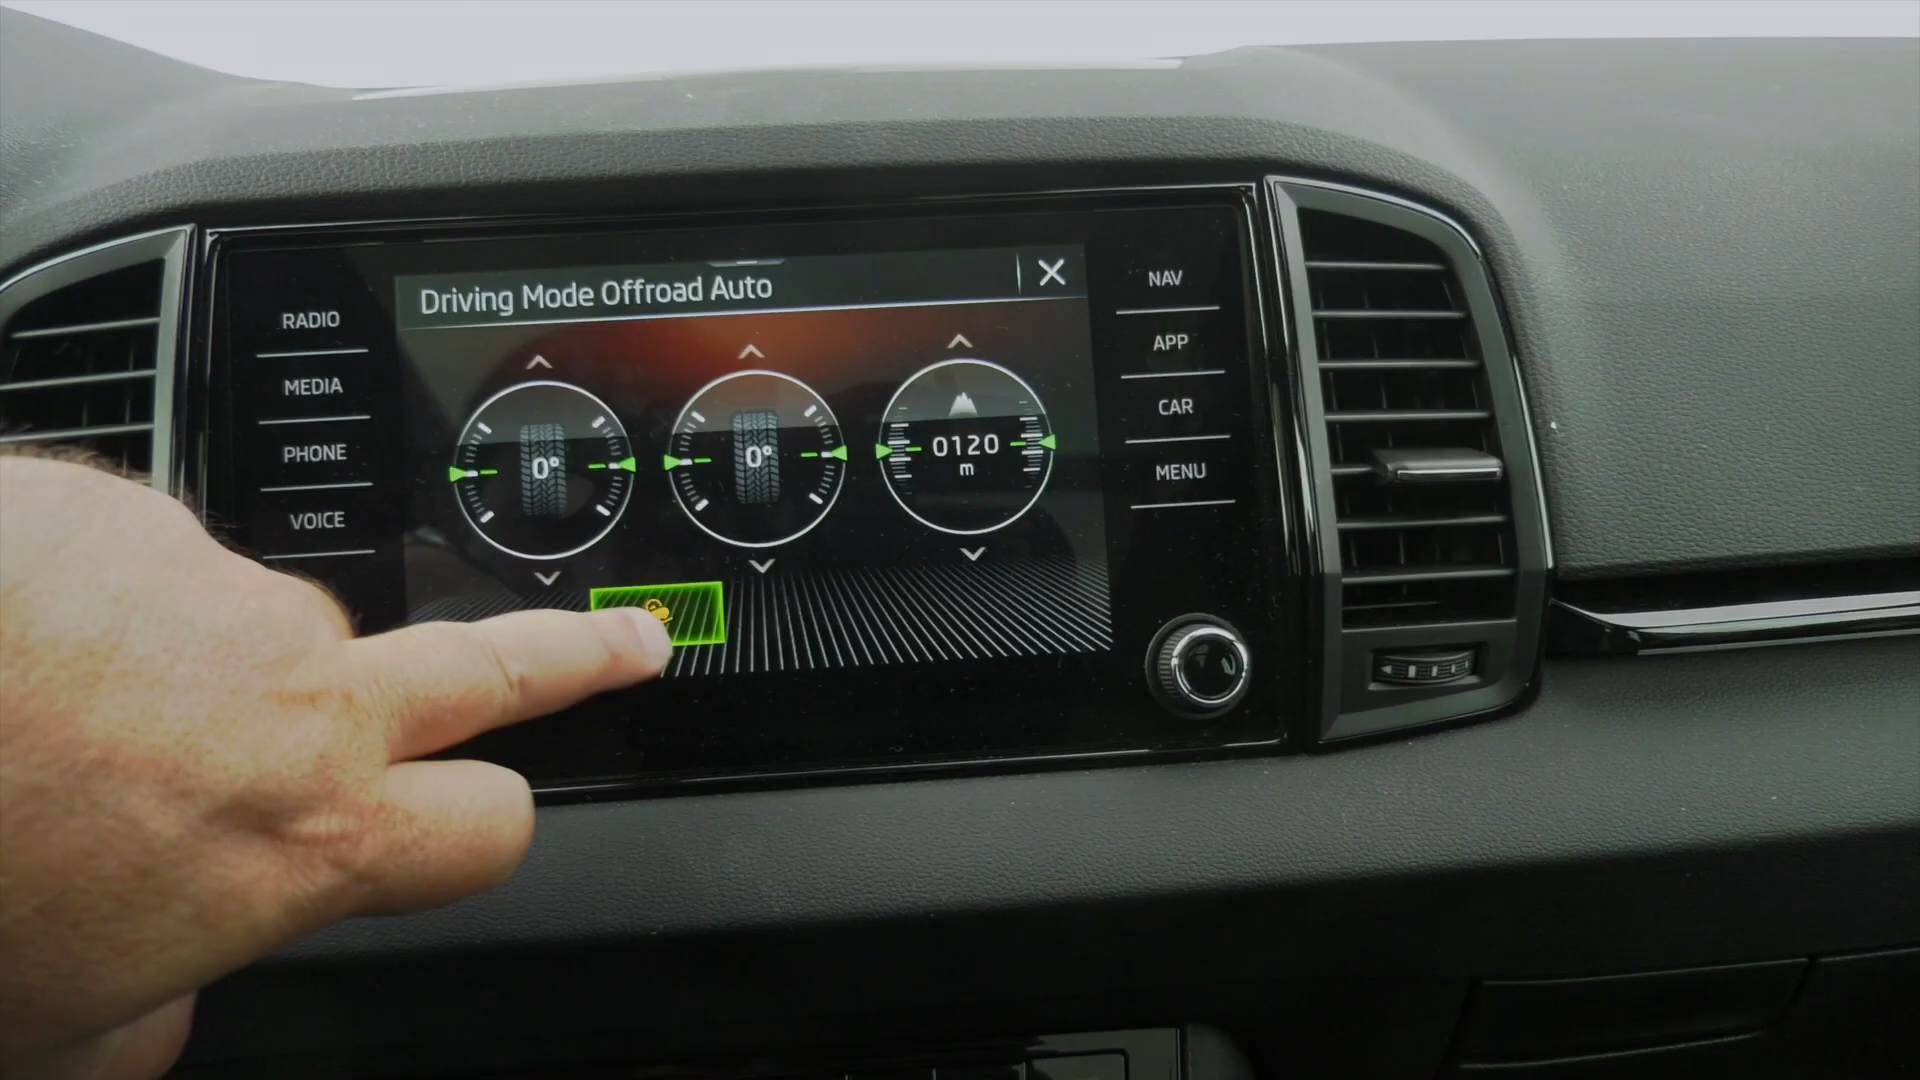 Driving Mode Offroad Auto
RADIO
MEDIA
PHONE
VOICE
0°
0°
0120
m
NAV
APP
CAR
MENU